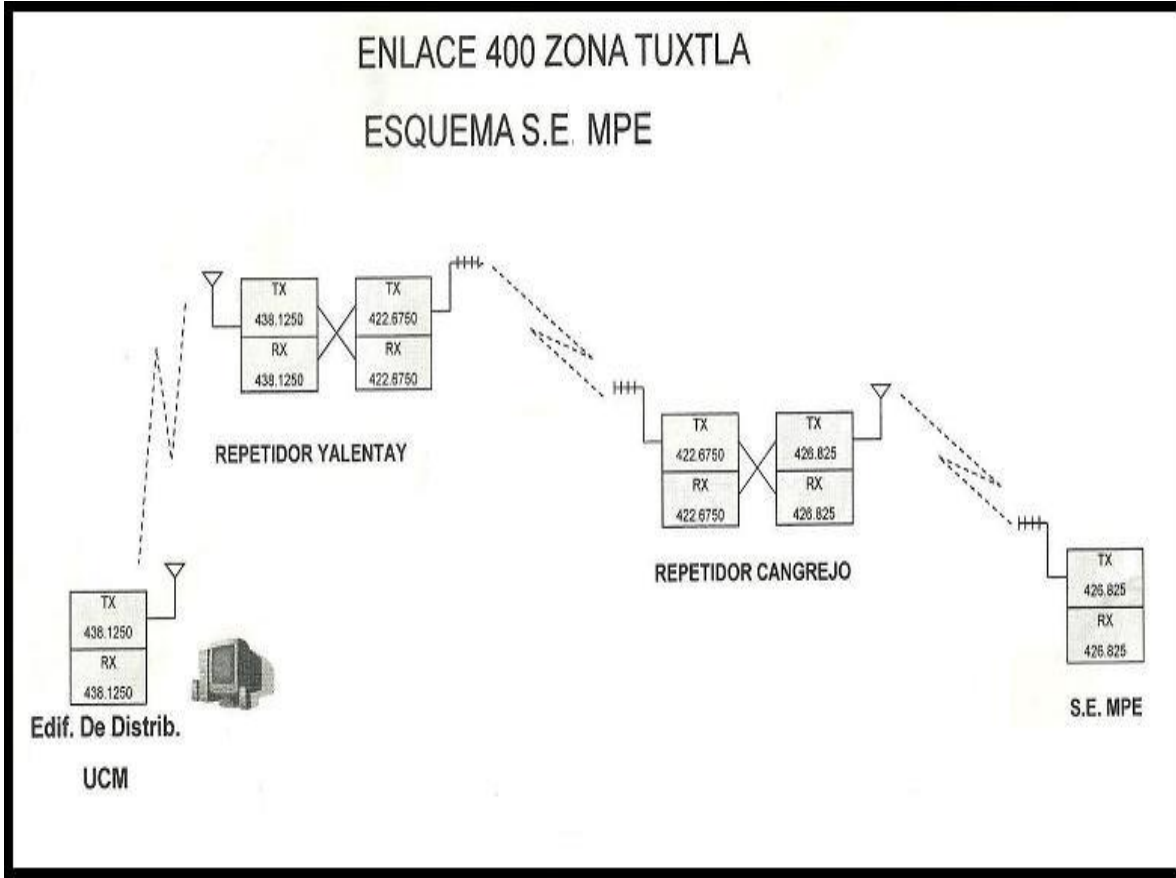 ENLACE 400 ZONA TUXTLA
ESQUEMA S.E. MPE
TX
438.1250
RX
438.1250
TX
422.6750
RX
422.6750
REPETIDOR YALENTAY
TX
422.6750
RX
422.6750
TX
426.825
RX
426.825
REPETIDOR CANGREJO
TX
438.1250
RX
438.1250
Edif. De Distrib.
UCM
TX
426.825
RX
426.825
S.E. MPE